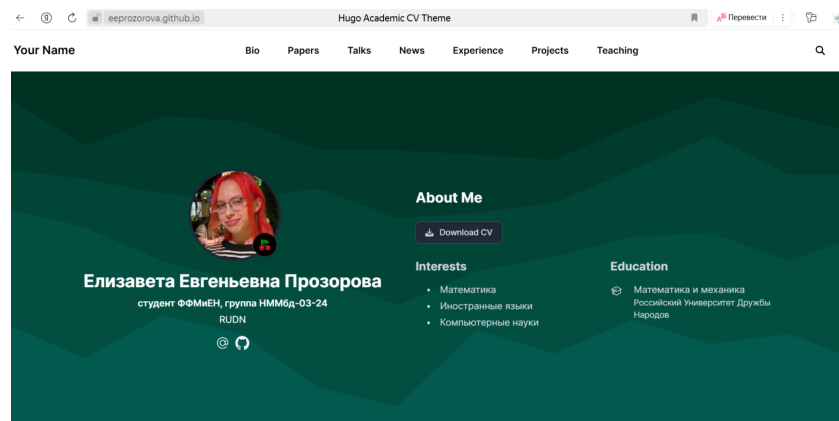 eeprozorova.github.io
Hugo Academic CV Theme
Перевести
Your Name
Bio
Papers
Talks
News
Experience
Projects
Teaching
About Me
Download CV
Елизавета Евгеньевна Прозорова
студент ФФМиЕН, группа НММбд-03-24
RUDN
Interests
Математика
Иностранные языки
Компьютерные науки
Education
Математика и механика
Российский Университет Дружбы
Народов